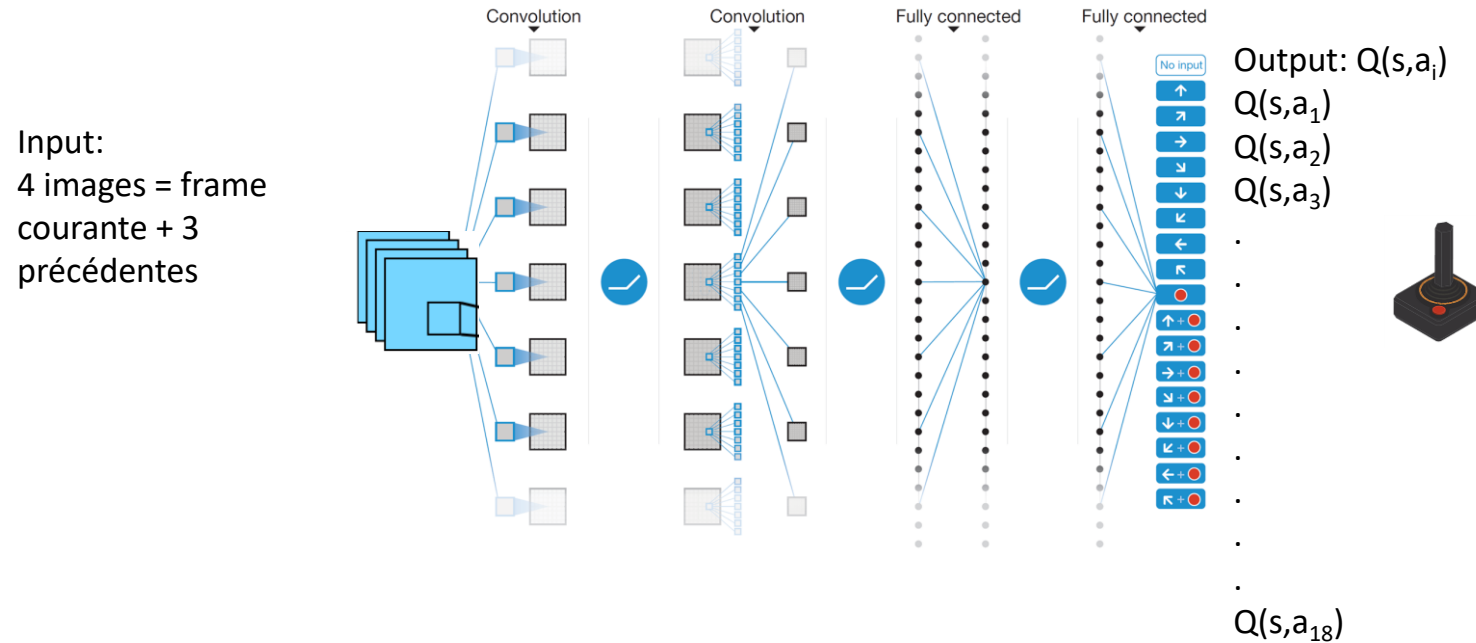 Convolution
Convolution
Fully connected
Fully connected
Input:
4 images = frame
courante + 3
précédentes
No input
↑
↗
→
↘
↓
↙
←
↖
↑+
↗+
→+
↘+
↓+
↙+
←+
↖+
Output: Q(s,aᵢ)
Q(s,a₁)
Q(s,a₂)
Q(s,a₃)
.
.
.
.
.
.
.
.
.
Q(s,a₁₈)